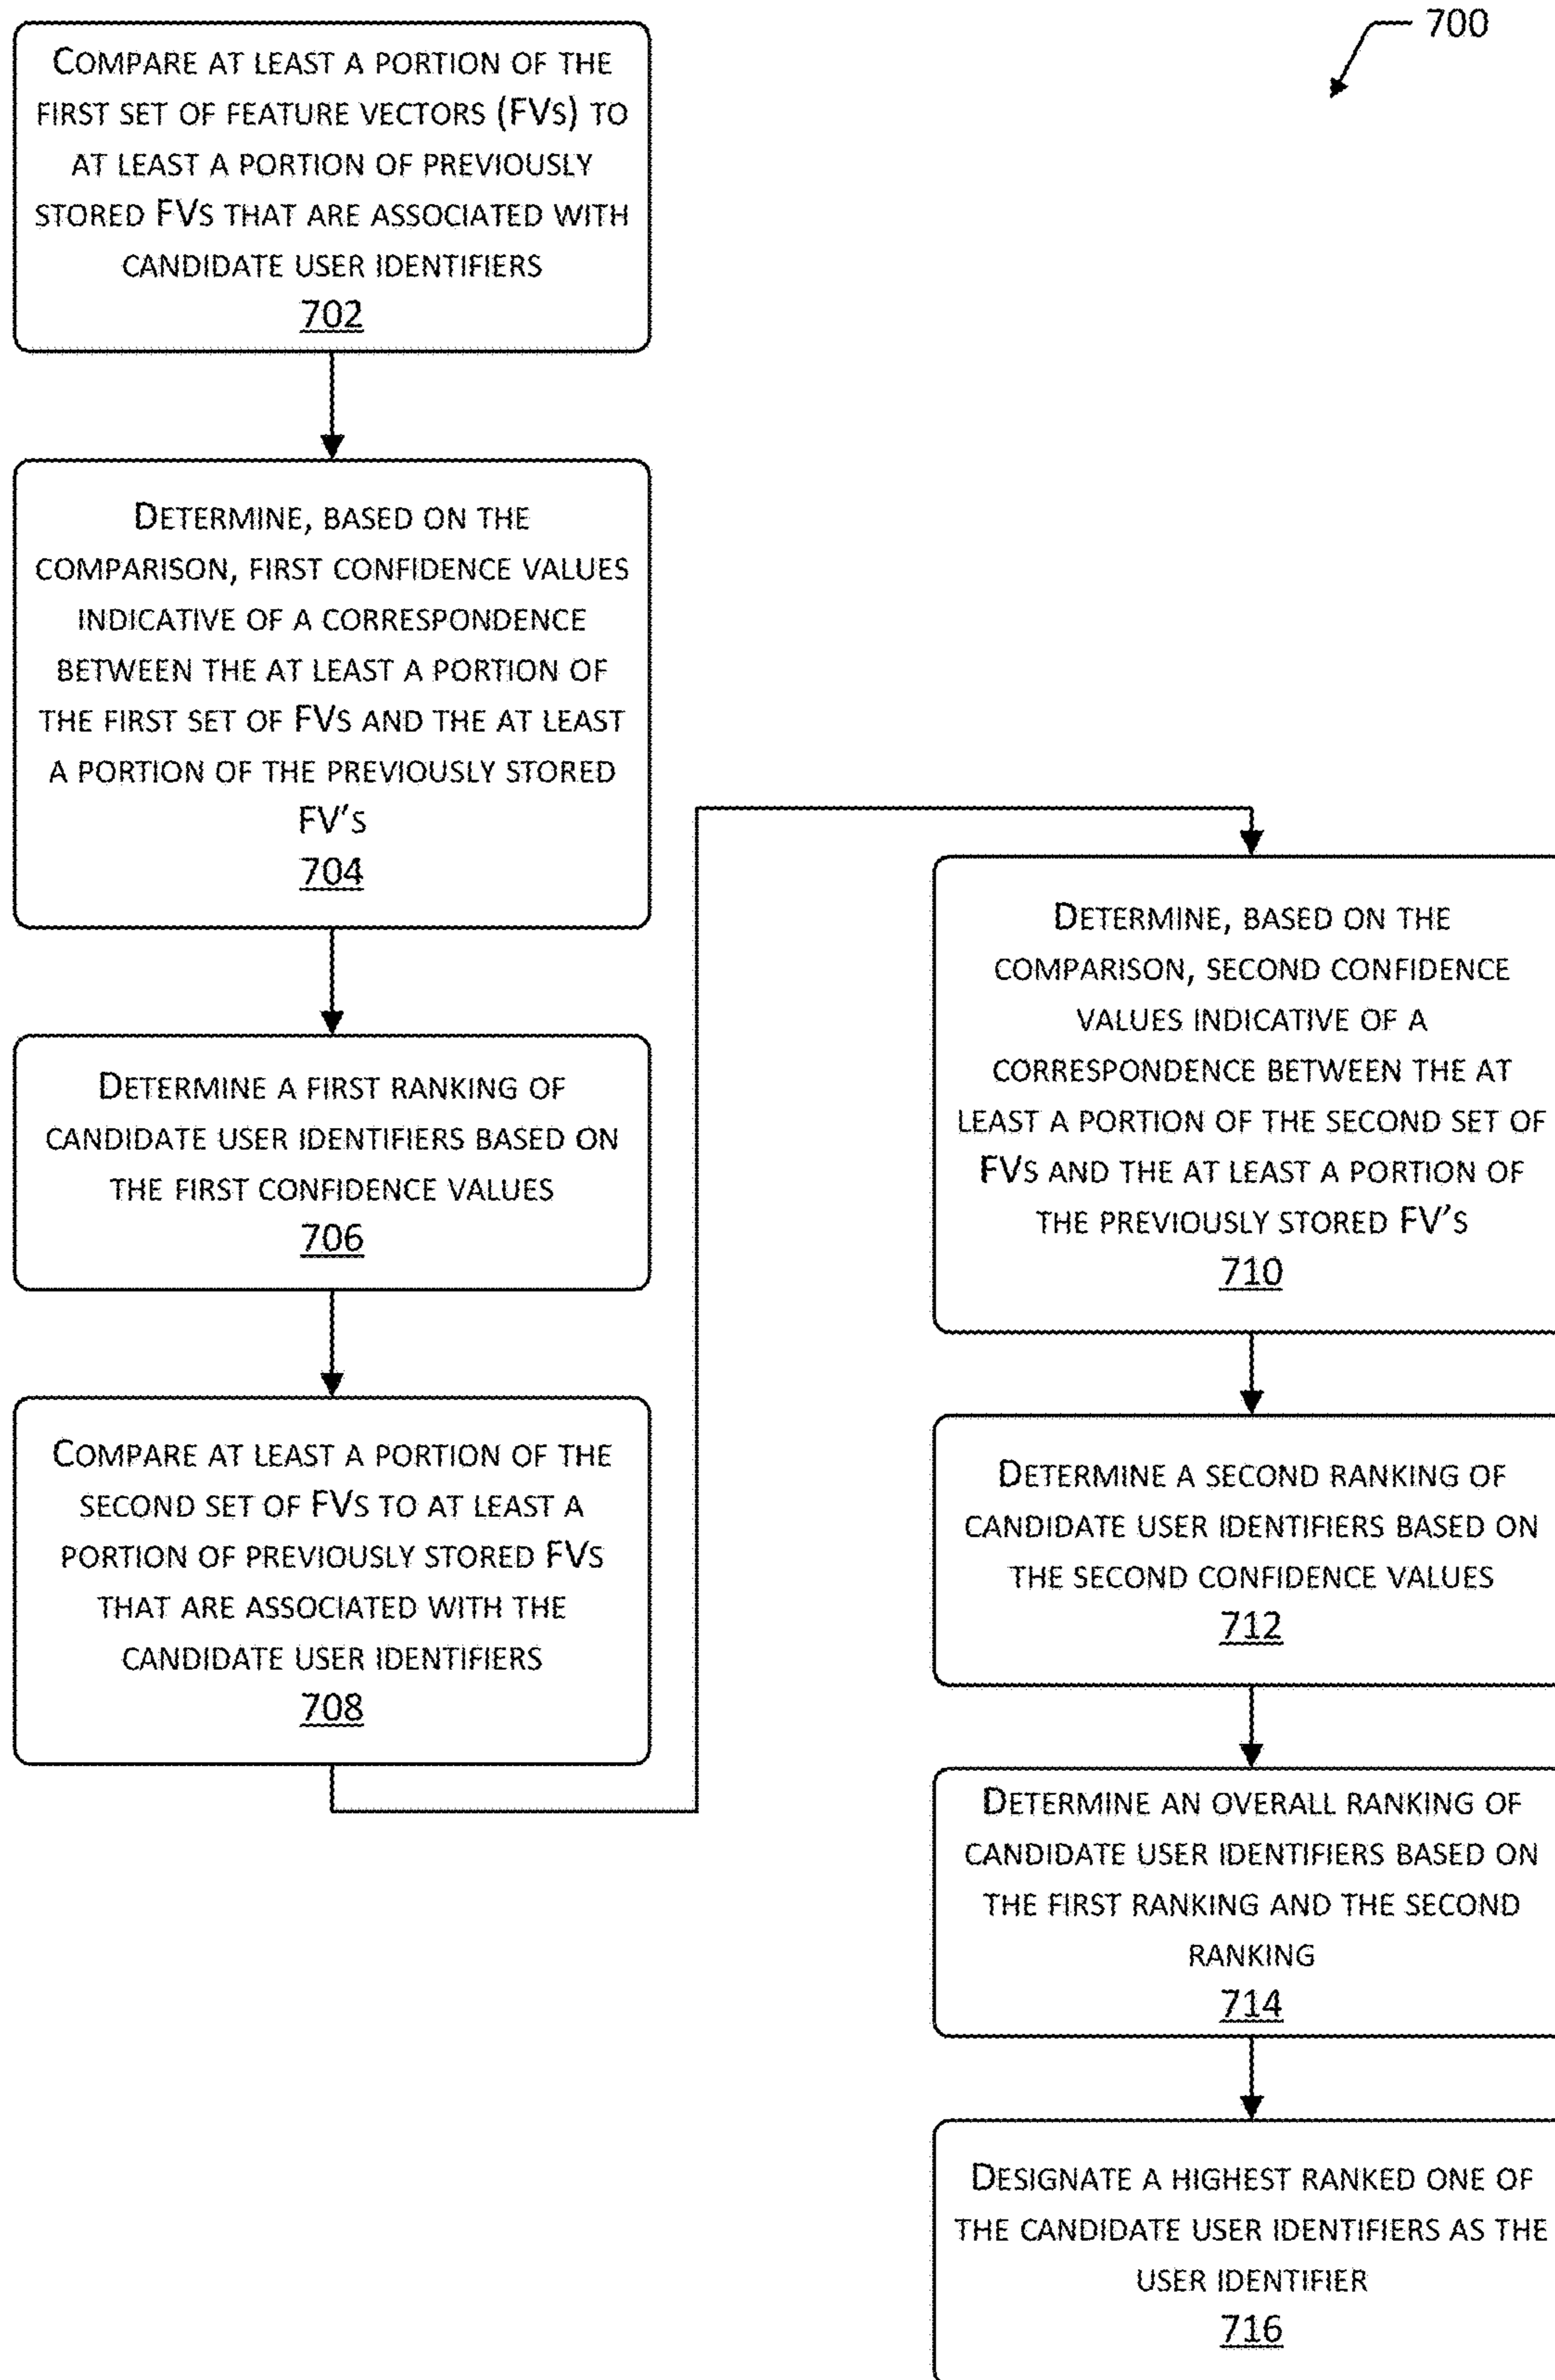 700
COMPARE AT LEAST A PORTION OF THE
FIRST SET OF FEATURE VECTORS (FVS) TO
AT LEAST A PORTION OF PREVIOUSLY
STORED FVS THAT ARE ASSOCIATED WITH
CANDIDATE USER IDENTIFIERS
702
DETERMINE, BASED ON THE
COMPARISON, FIRST CONFIDENCE VALUES
INDICATIVE OF A CORRESPONDENCE
BETWEEN THE AT LEAST A PORTION OF
THE FIRST SET OF FVS AND THE AT LEAST
A PORTION OF THE PREVIOUSLY STORED
FV'S
704
DETERMINE A FIRST RANKING OF
CANDIDATE USER IDENTIFIERS BASED ON
THE FIRST CONFIDENCE VALUES
706
COMPARE AT LEAST A PORTION OF THE
SECOND SET OF FVS TO AT LEAST A
PORTION OF PREVIOUSLY STORED FVS
THAT ARE ASSOCIATED WITH THE
CANDIDATE USER IDENTIFIERS
708
DETERMINE, BASED ON THE
COMPARISON, SECOND CONFIDENCE
VALUES INDICATIVE OF A
CORRESPONDENCE BETWEEN THE AT
LEAST A PORTION OF THE SECOND SET OF
FVS AND THE AT LEAST A PORTION OF
THE PREVIOUSLY STORED FV'S
710
DETERMINE A SECOND RANKING OF
CANDIDATE USER IDENTIFIERS BASED ON
THE SECOND CONFIDENCE VALUES
712
DETERMINE AN OVERALL RANKING OF
CANDIDATE USER IDENTIFIERS BASED ON
THE FIRST RANKING AND THE SECOND
RANKING
714
DESIGNATE A HIGHEST RANKED ONE OF
THE CANDIDATE USER IDENTIFIERS AS THE
USER IDENTIFIER
716